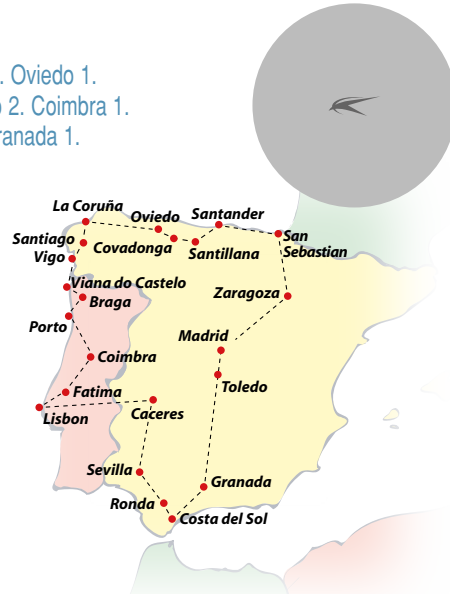 . Oviedo 1.
2. Coimbra 1.
Granada 1.
La Coruña
Oviedo
Santander
Santiago
Covadonga
San
Sebastian
Vigo
Santillana
Viana do Castelo
Braga
Zaragoza
Porto
Madrid
Coimbra
Toledo
Fatima
Caceres
Lisbon
Sevilla
Granada
Ronda
Costa del Sol